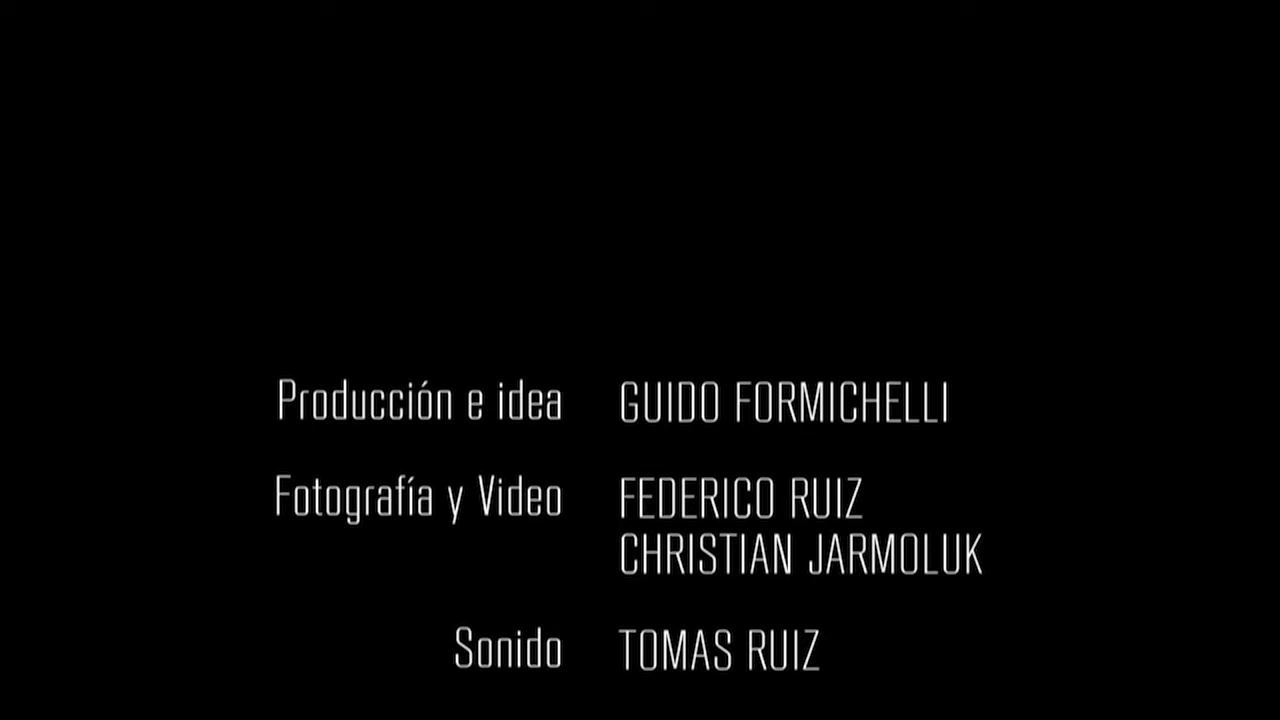 Producción e idea GUIDO FORMICHELLI
Fotografía y Video FEDERICO RUIZ
CHRISTIAN JARMOLUK
Sonido TOMAS RUIZ